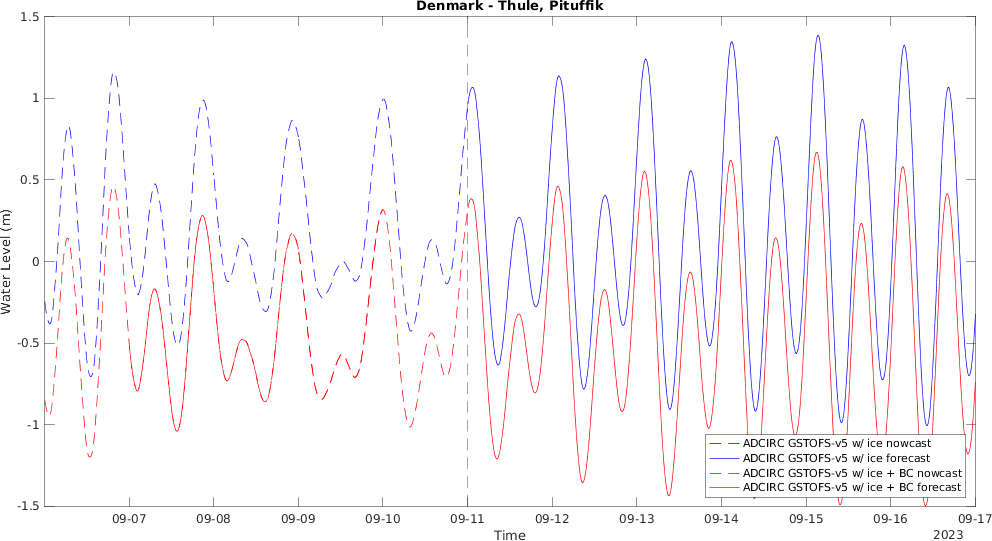 Denmark - Thule, Pituffik
1.5
1
0.5
0
-0.5
-1
-1.5
Water Level (m)
ADCIRC GSTOFS-v5 w/ ice nowcast
ADCIRC GSTOFS-v5 w/ ice forecast
ADCIRC GSTOFS-v5 w/ ice + BC nowcast
ADCIRC GSTOFS-v5 w/ ice + BC forecast
09-07 09-08 09-09 09-10 09-11 09-12 09-13 09-14 09-15 09-16 09-17
Time
2023